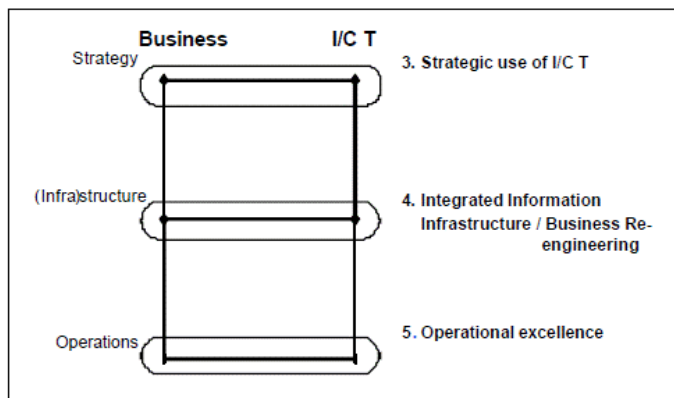 Business I/C T
Strategy
3. Strategic use of I/C T
(Infra)structure
4. Integrated Information
Infrastructure / Business Re-
engineering
Operations
5. Operational excellence